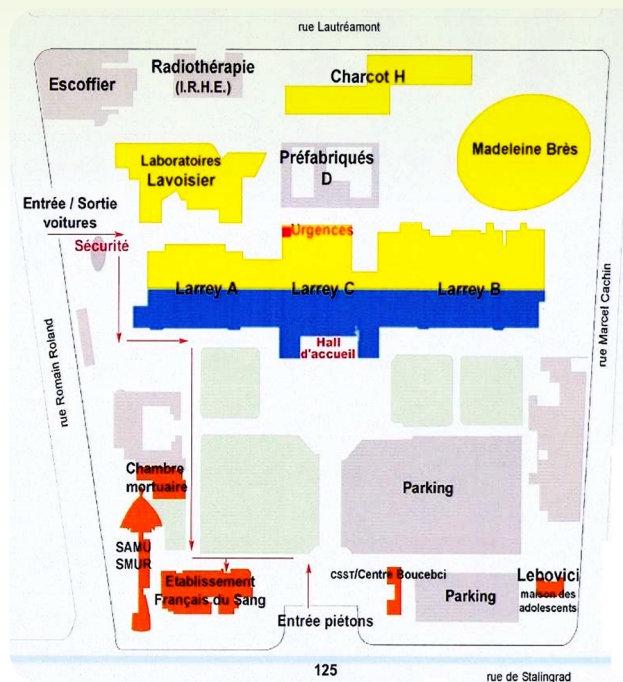 rue Lautréamont
Escoffier
Radiothérapie
(I.R.H.E.)
Charcot H
Laboratoires
Lavoisier
Préfabriqués
D
Madeleine Brès
Entrée / Sortie
voitures
Sécurité
Urgences
Larrey A
Larrey C
Larrey B
Hall
d'accueil
rue Romain Roland
rue Marcel Cachin
Chambre
mortuaire
Parking
SAMU
SMUR
Etablissement
Français du Sang
CSST/Centre Boucebci
Parking
Lebovici
maison des
adolescents
Entrée piétons
125
rue de Stalingrad